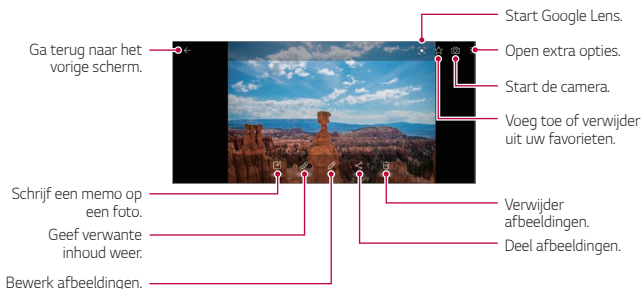 Start Google Lens.
Ga terug naar het
vorige scherm.
Open extra opties.
Start de camera.
Voeg toe of verwijder
uit uw favorieten.
Schrijf een memo op
een foto.
Geef verwante
inhoud weer.
Bewerk afbeeldingen.
Verwijder
afbeeldingen.
Deel afbeeldingen.